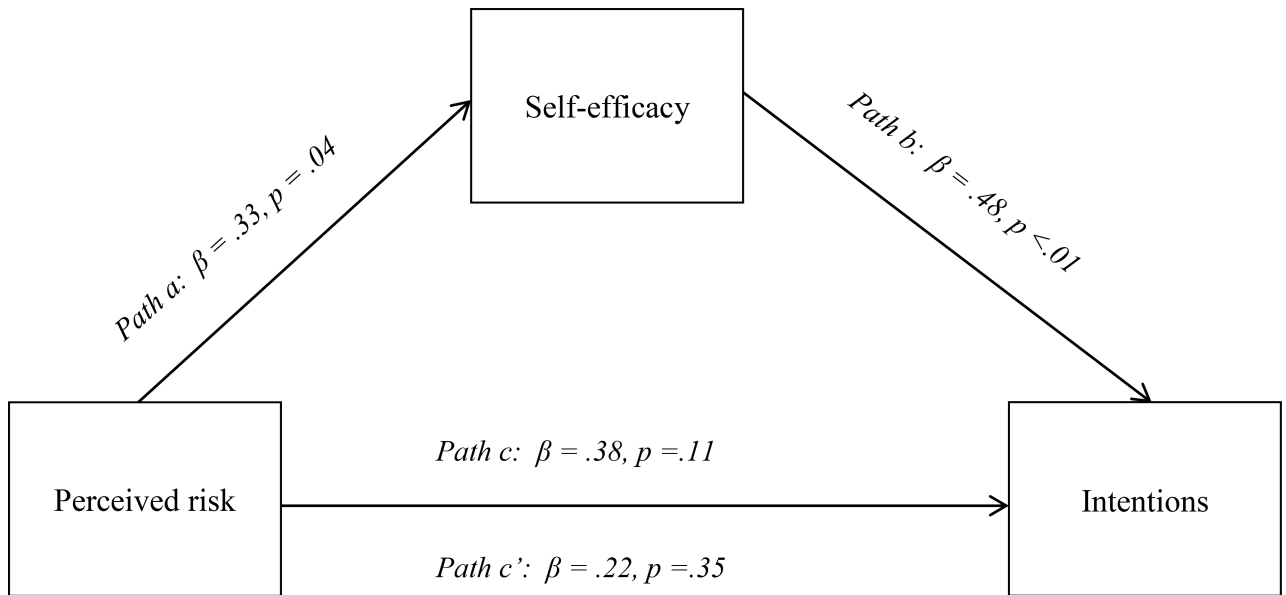 Self-efficacy
Path a:  β = .33, p = .04
Path b:  β = .48, p <.01
Path c:  β = .38, p =.11
Perceived risk
Intentions
Path c’:  β = .22, p =.35